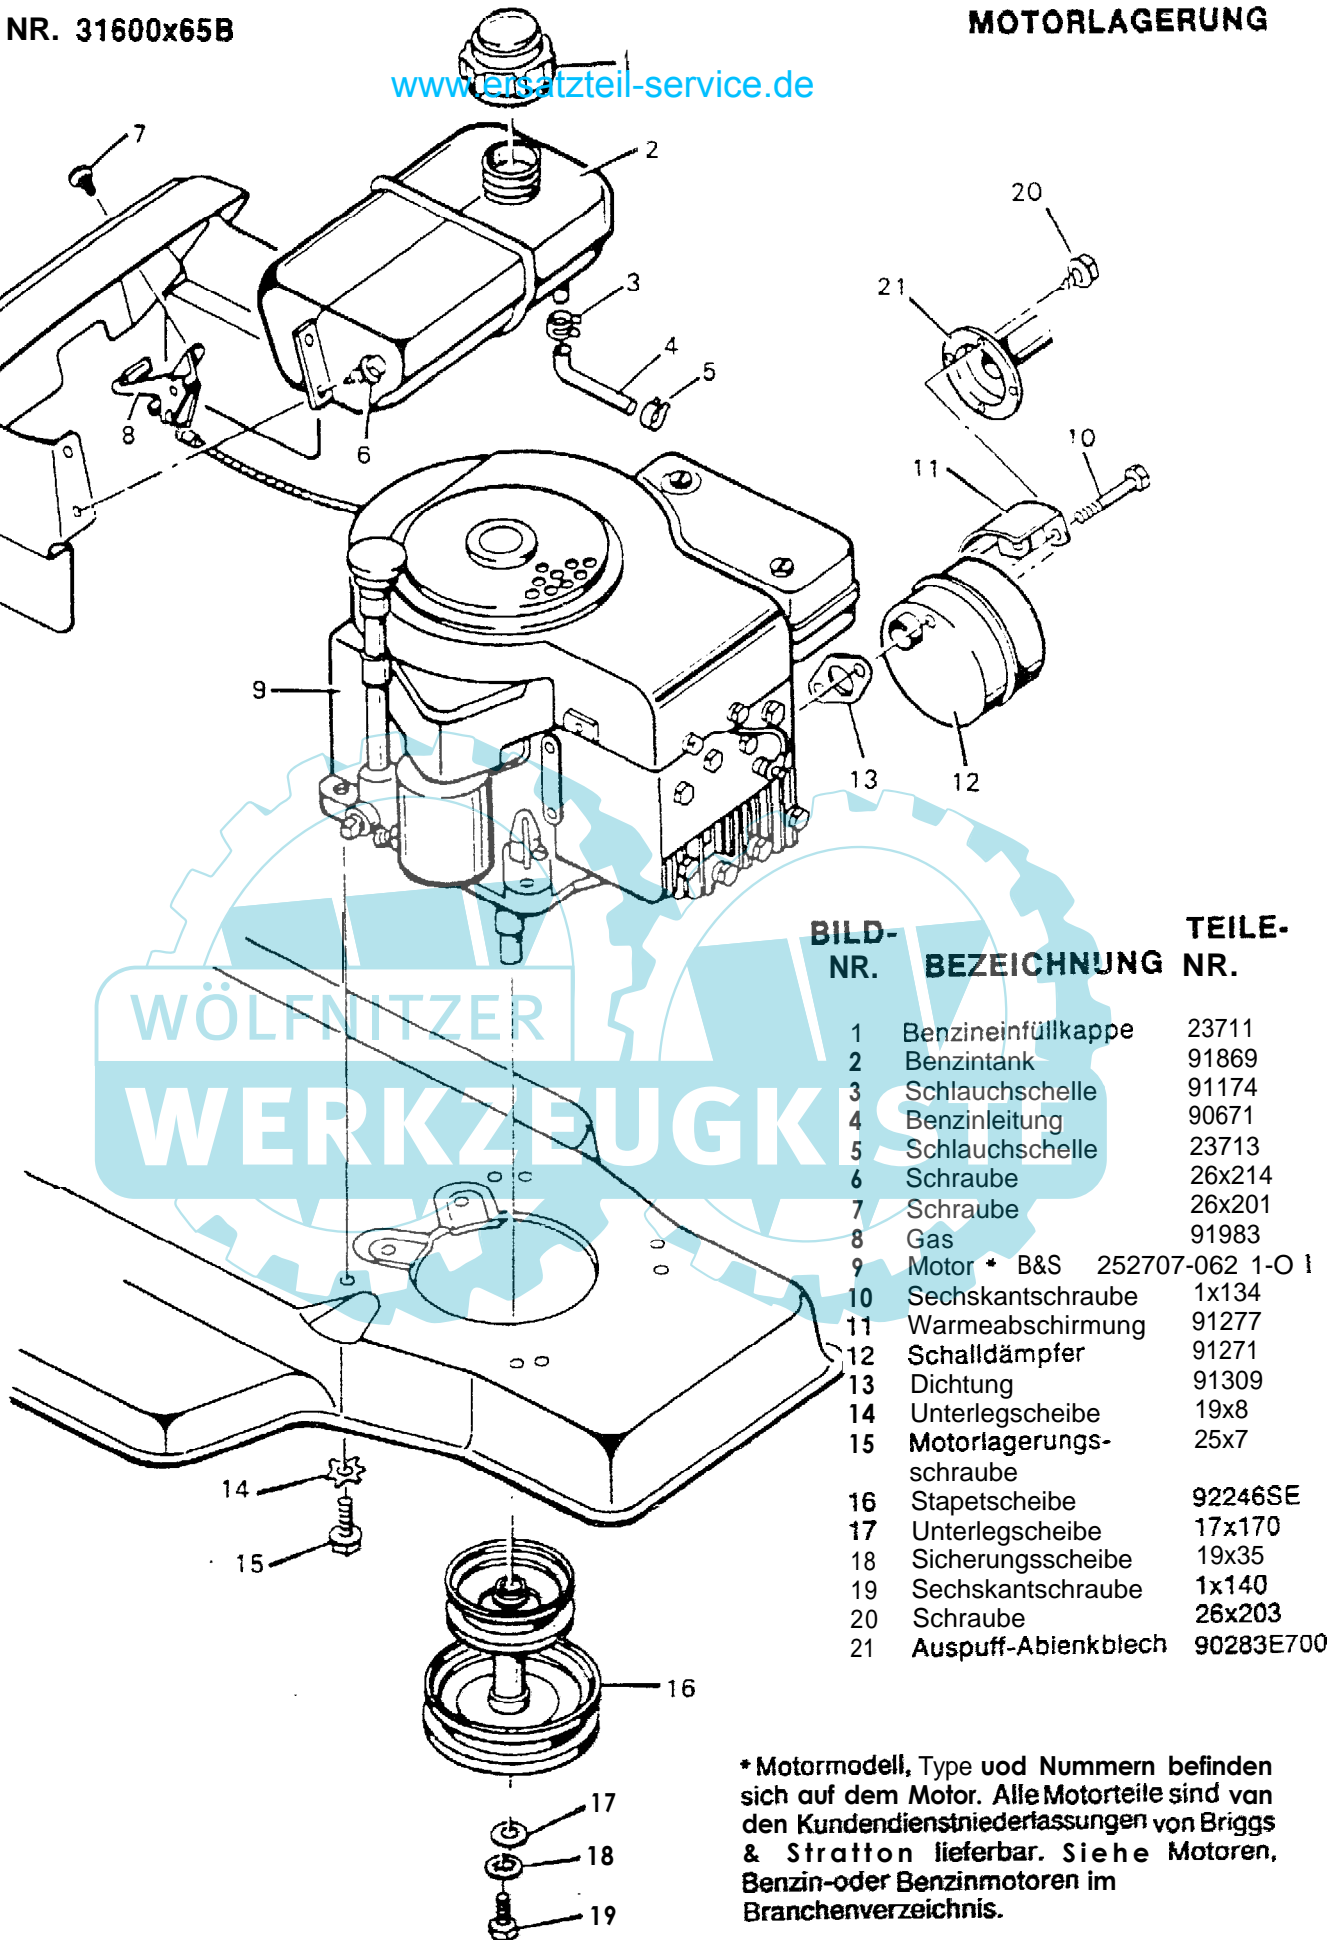 NR. 31600x65B
MOTORLAGERUNG
www.ersatzteil-service.de
1
7
2
20
21
3
4
5
8
6
10
11
9
13
12
WÖLFNITZER
WERKZEUGKISTE
BILD-NR. BEZEICHNUNG TEILE-NR.
1 Benzineinfüllkappe 23711
2 Benzintank 91869
3 Schlauchschelle 91174
4 Benzinleitung 90671
5 Schlauchschelle 23713
6 Schraube 26x214
7 Schraube 26x201
8 Gas 91983
9 Motor * B&S 252707-062 1-O 1
10 Sechskantschraube 1x134
11 Warmeabschirmung 91277
12 Schalldämpfer 91271
13 Dichtung 91309
14 Unterlegscheibe 19x8
15 Motorlagerungs- 25x7
schraube
16 Stapetscheibe 92246SE
17 Unterlegscheibe 17x170
18 Sicherungsscheibe 19x35
19 Sechskantschraube 1x140
20 Schraube 26x203
21 Auspuff-Abienkblech 90283E700
14
15
16
17
18
19
* Motormodell, Type uod Nummern befinden
sich auf dem Motor. Alle Motorteile sind van
den Kundendienstniederlassungen von Briggs
& Stratton lieferbar. Siehe Motoren,
Benzin-oder Benzinmotoren im
Branchenverzeichnis.